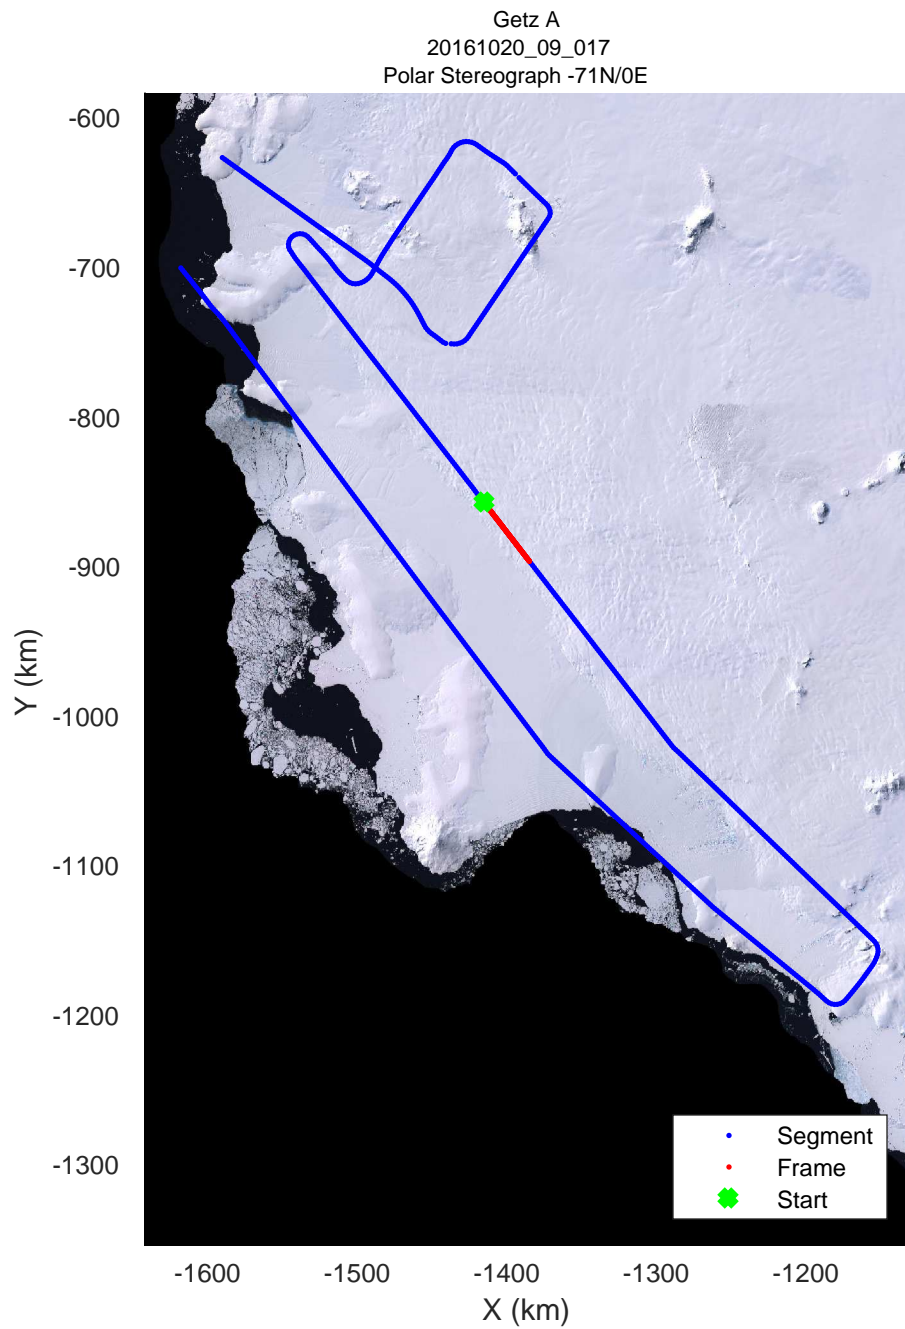 Getz A
20161020_09_017
Polar Stereograph -71N/0E
-600
-700
-800
-900
-1000
-1100
-1200
-1300
Y (km)
-1600 -1500 -1400 -1300 -1200
X (km)
Segment
Frame
Start